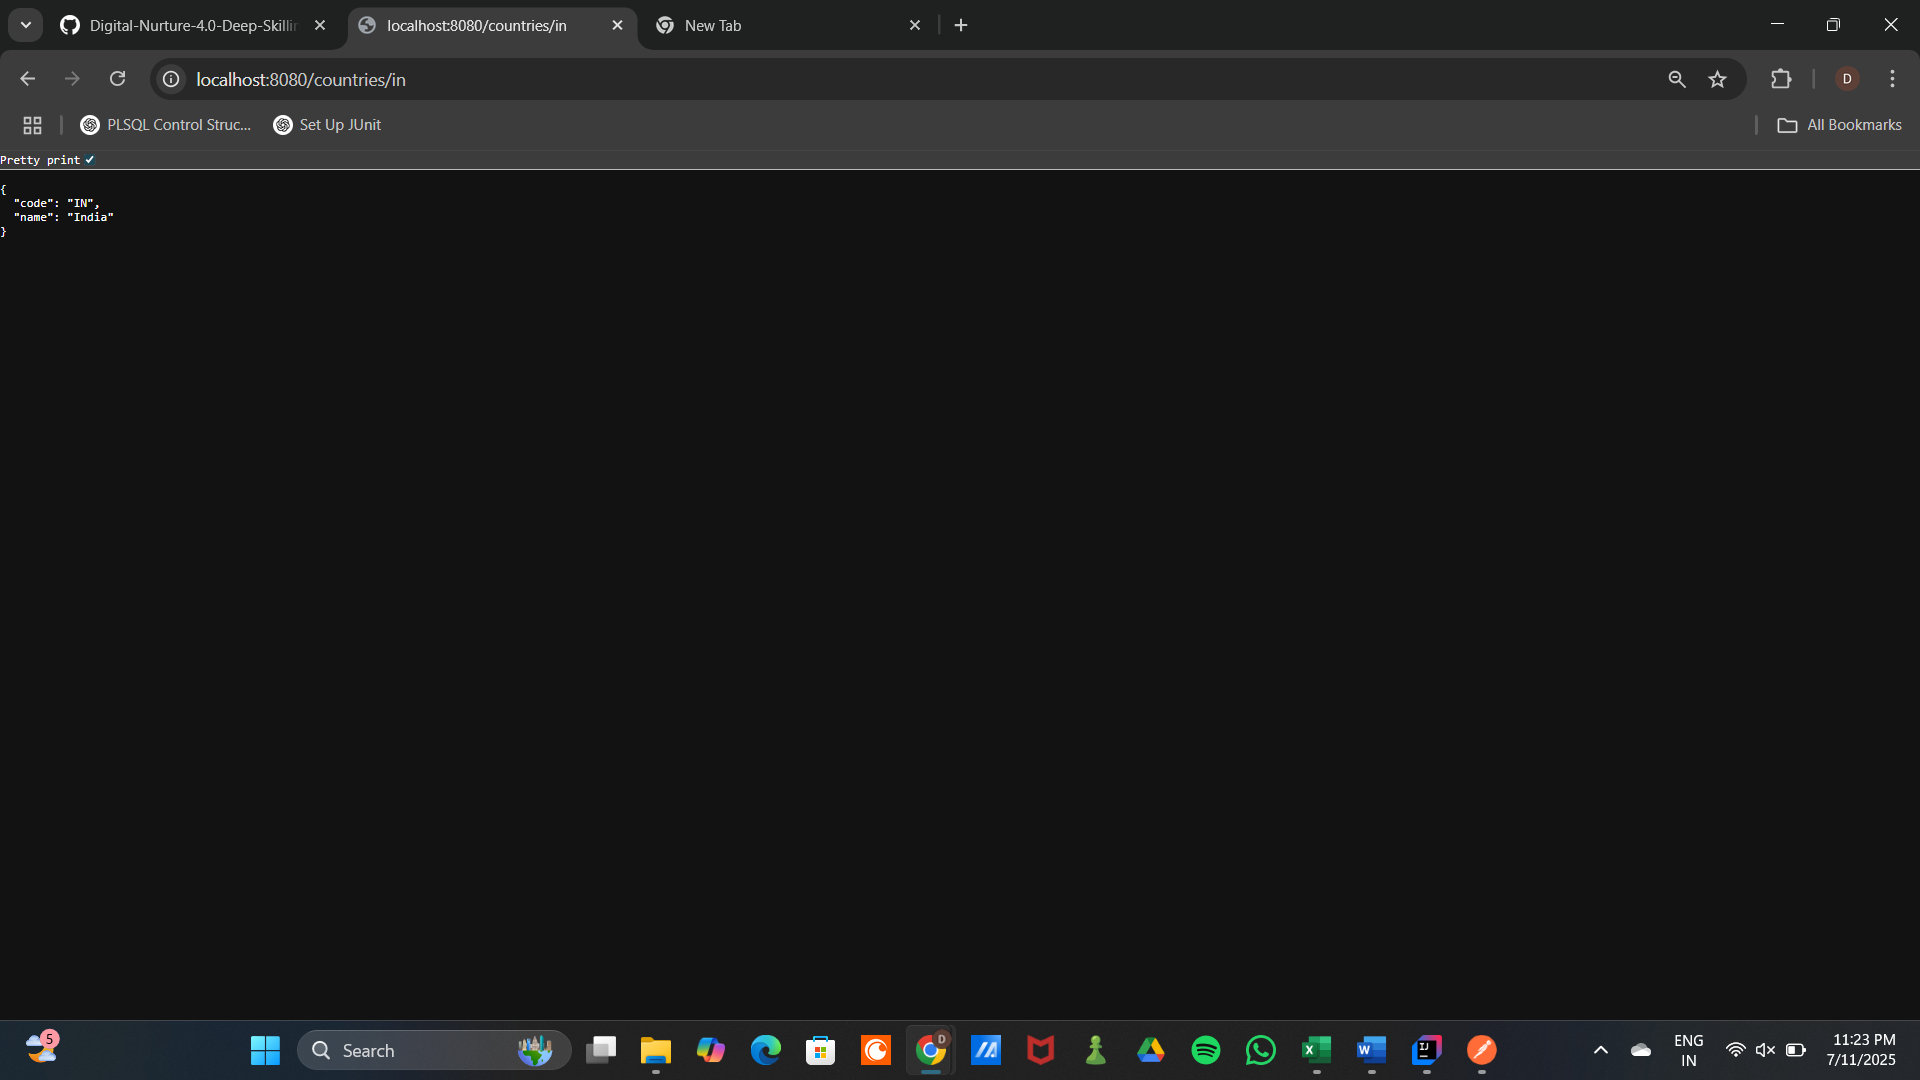 Digital-Nurture-4.0-Deep-Skillin
localhost:8080/countries/in
New Tab
localhost:8080/countries/in
D
PLSQL Control Struc...
Set Up JUnit
All Bookmarks
Pretty print
{
"code": "IN",
"name": "India"
}
5
Search
D
X
W
IJ
ENG
IN
11:23 PM
7/11/2025